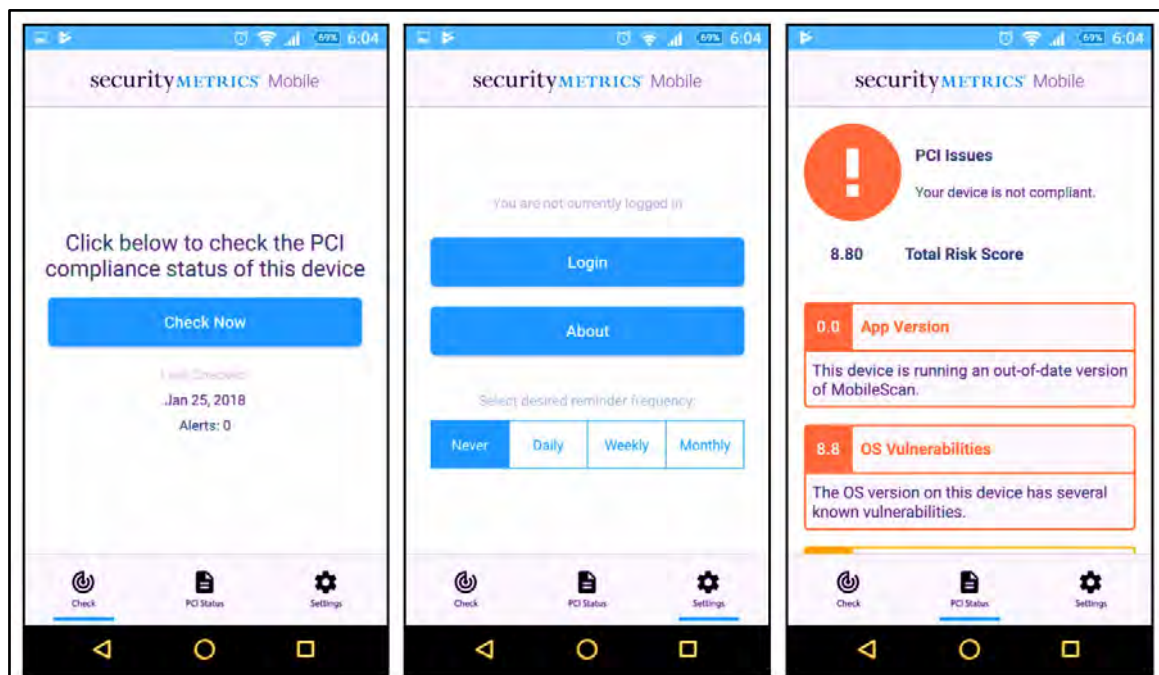 69% 6:04
securityMETRICS Mobile
Click below to check the PCI
compliance status of this device
Check Now
Last Checked:
Jan 25, 2018
Alerts: 0
Check
PCI Status
Settings
69% 6:04
securityMETRICS Mobile
You are not currently logged in
Login
About
Select desired reminder frequency:
Never Daily Weekly Monthly
Check
PCI Status
Settings
69% 6:04
securityMETRICS Mobile
PCI Issues
Your device is not compliant.
8.80 Total Risk Score
0.0 App Version
This device is running an out-of-date version
of MobileScan.
8.8 OS Vulnerabilities
The OS version on this device has several
known vulnerabilities.
Check
PCI Status
Settings